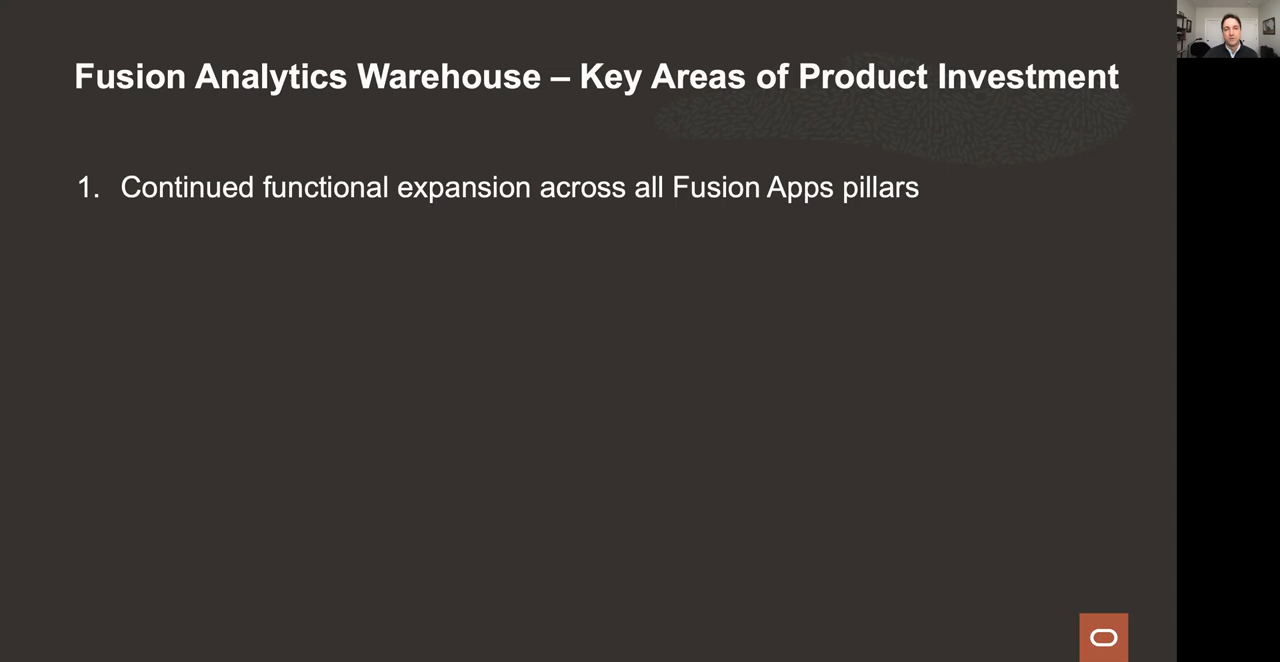 Fusion Analytics Warehouse – Key Areas of Product Investment
1. Continued functional expansion across all Fusion Apps pillars